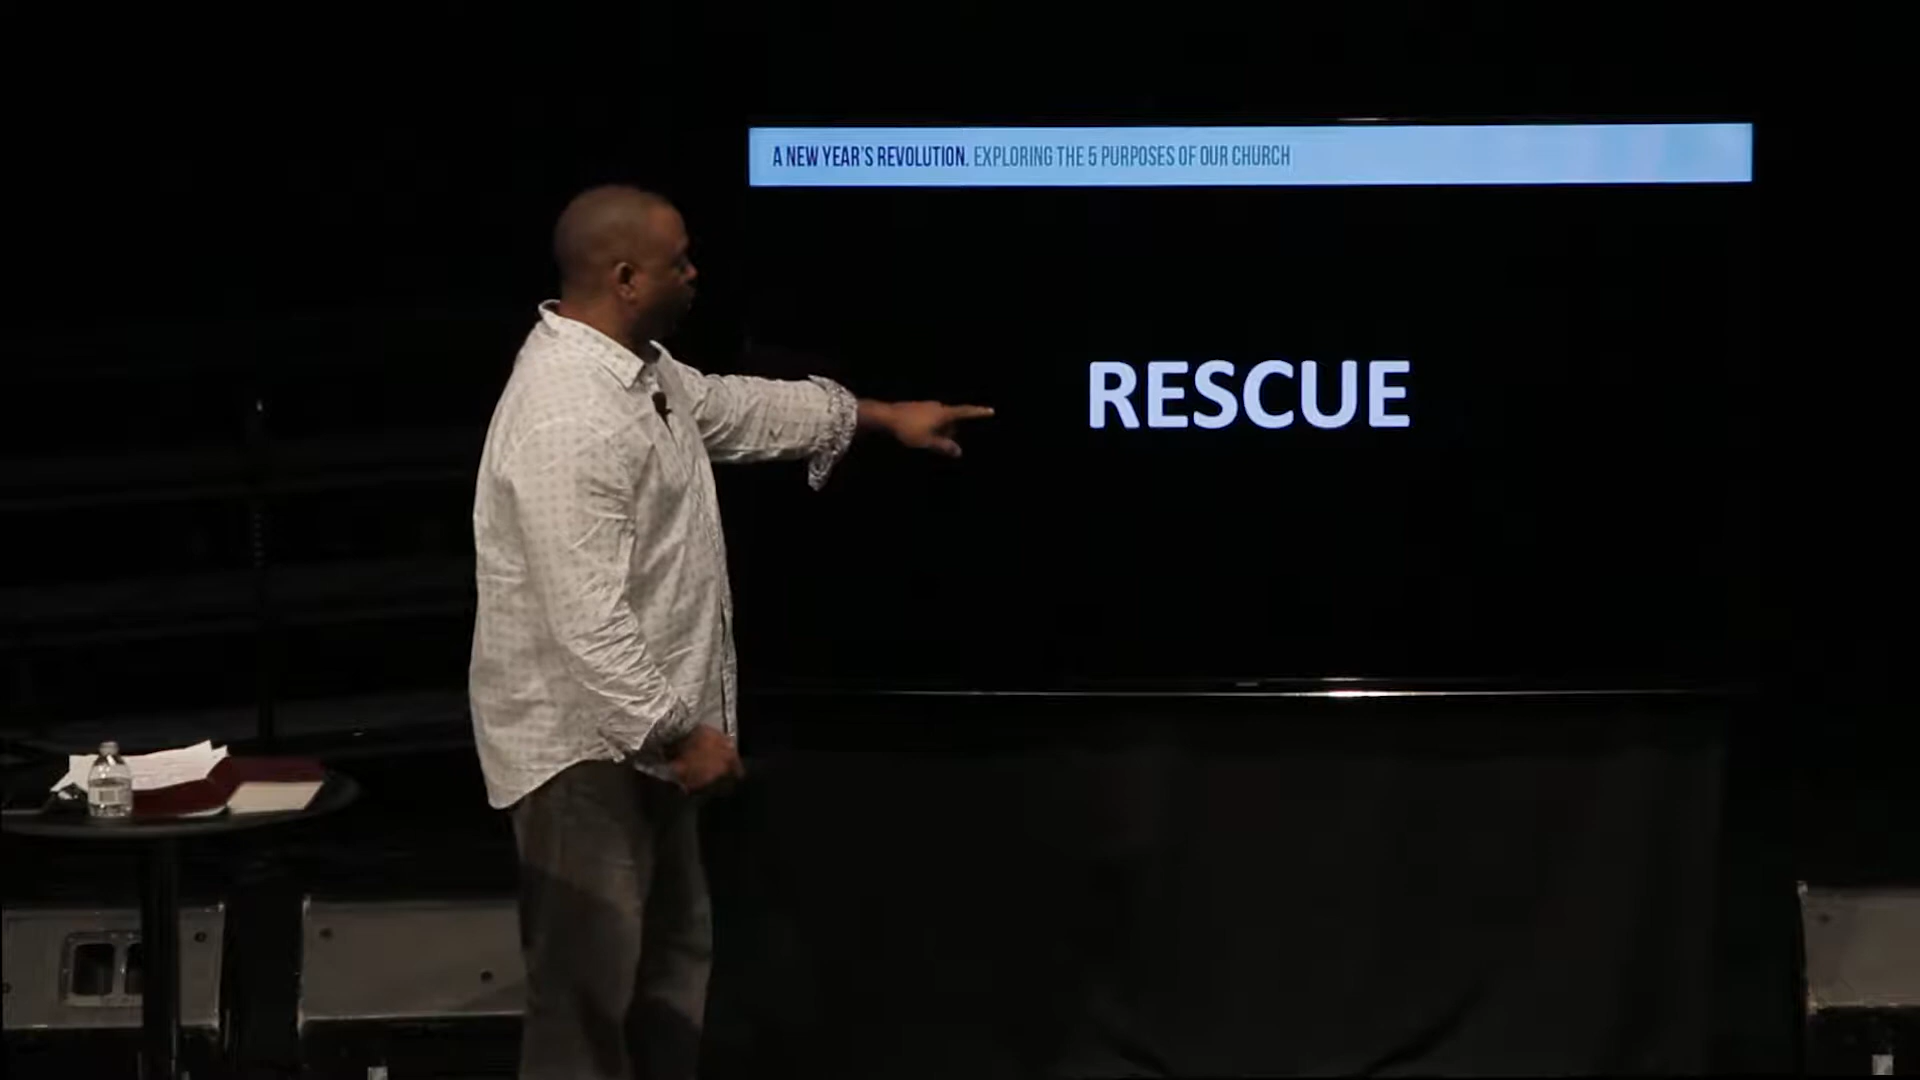 A NEW YEAR'S REVOLUTION. EXPLORING THE 5 PURPOSES OF OUR CHURCH
RESCUE